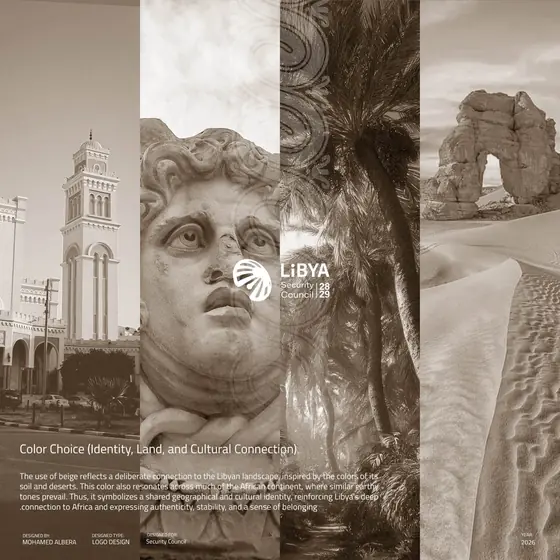 LiBYA
Security
Council
28
29
Color Choice (Identity, Land, and Cultural Connection).
The use of beige reflects a deliberate connection to the Libyan landscape, inspired by the colors of its
soil and deserts. This color also resonates across much of the African continent, where similar earthy
tones prevail. Thus, it symbolizes a shared geographical and cultural identity, reinforcing Libya's deep
.connection to Africa and expressing authenticity, stability, and a sense of belonging
DESIGNED BY:
MOHAMED ALBERA
DESIGNED TYPE:
LOGO DESIGN
DESIGNED FOR:
Security Council
YEAR:
2026